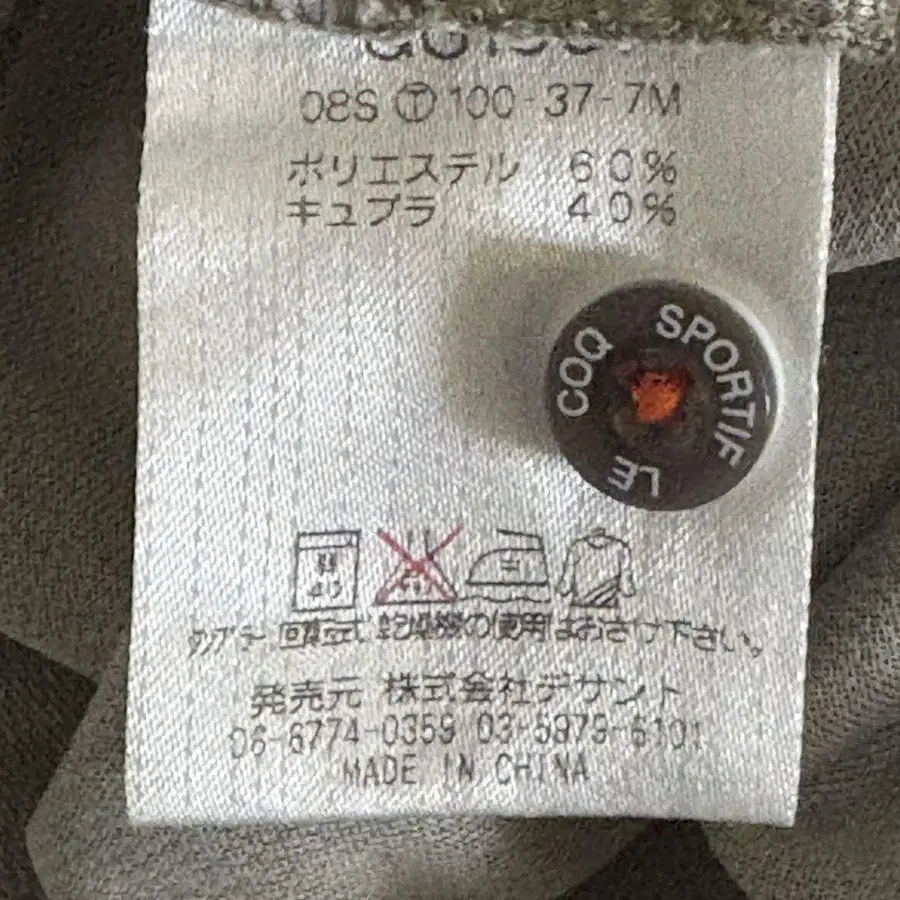 08S Ⓣ 100-37-7M
ポリエステル 60%
キュプラ 40%
LE COQ SPORTIF
タンブラー回転式乾燥機の使用はおさけ下さい。
発売元 株式会社デサント
06-6774-0359 03-5979-6101
MADE IN CHINA